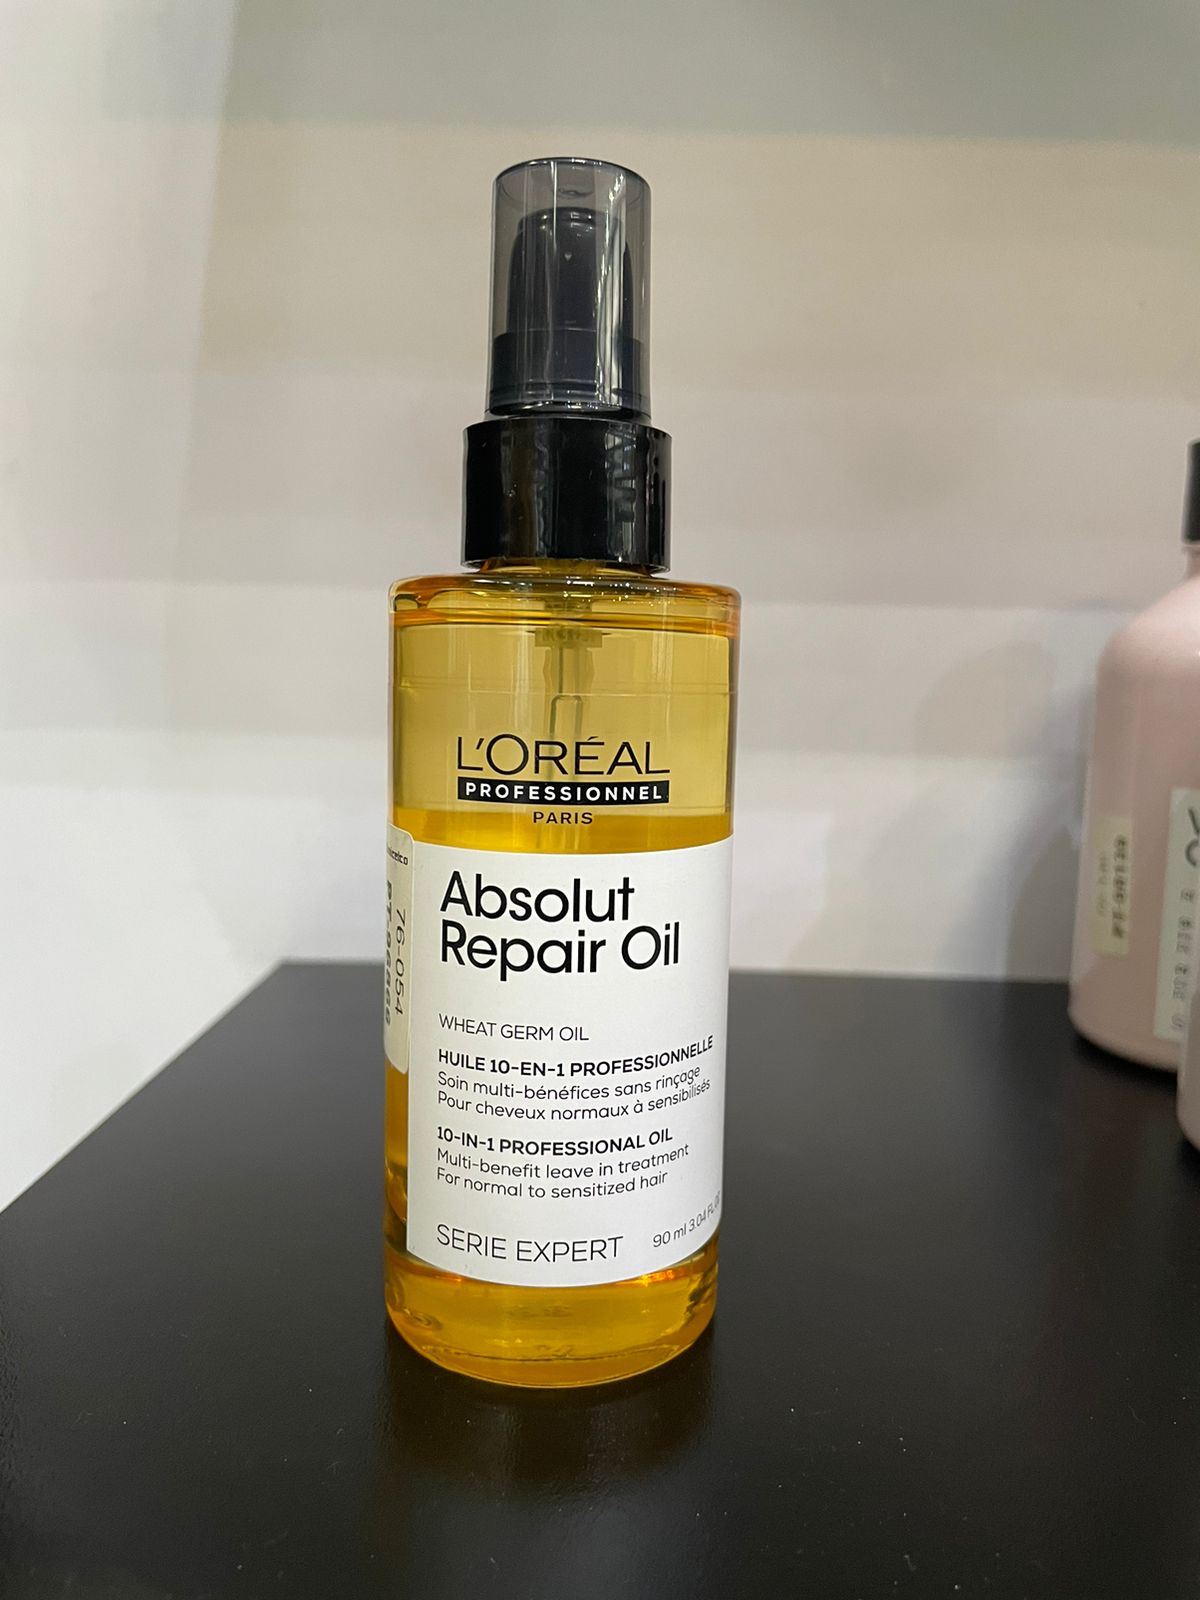 L'ORÉAL
PROFESSIONNEL
PARIS
Absolut
Repair Oil
WHEAT GERM OIL
HUILE 10-EN-1 PROFESSIONNELLE
Soin multi-bénéfices sans rinçage
Pour cheveux normaux à sensibilisés
10-IN-1 PROFESSIONAL OIL
Multi-benefit leave in treatment
For normal to sensitized hair
SERIE EXPERT
90 ml 3.04 FL.
76-054